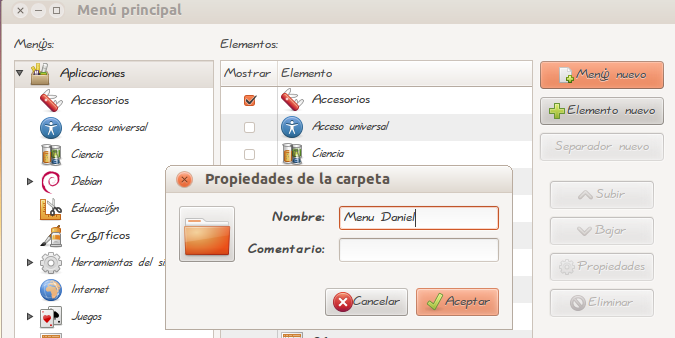 Menú principal
Menús:
Elementos:
Aplicaciones
Accesorios
Acceso universal
Ciencia
Debian
Educación
Gráficos
Herramientas del si
Internet
Juegos
Mostrar Elemento
Accesorios
Acceso universal
Ciencia
Menú nuevo
Elemento nuevo
Separador nuevo
Subir
Bajar
Propiedades
Eliminar
Propiedades de la carpeta
Nombre: Menu Daniel
Comentario:
Cancelar Aceptar